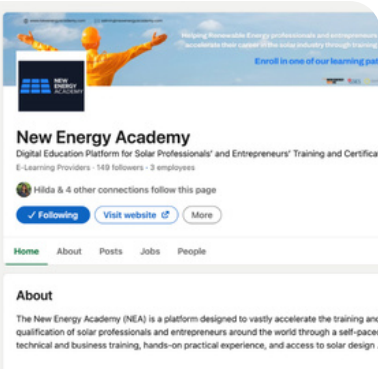 www.newenergyacademy.com
Helping Renewable Energy professionals and entrepreneurs
accelerate their career in the solar industry through training
Enroll in one of our learning pat
NEW
ENERGY
ACADEMY
New Energy Academy
Digital Education Platform for Solar Professionals' and Entrepreneurs' Training and Certifica
E-Learning Providers · 149 followers · 3 employees
Hilda & 4 other connections follow this page
✓ Following
Visit website
More
Home
About
Posts
Jobs
People
About
The New Energy Academy (NEA) is a platform designed to vastly accelerate the training and
qualification of solar professionals and entrepreneurs around the world through a self-paced
technical and business training, hands-on practical experience, and access to solar design